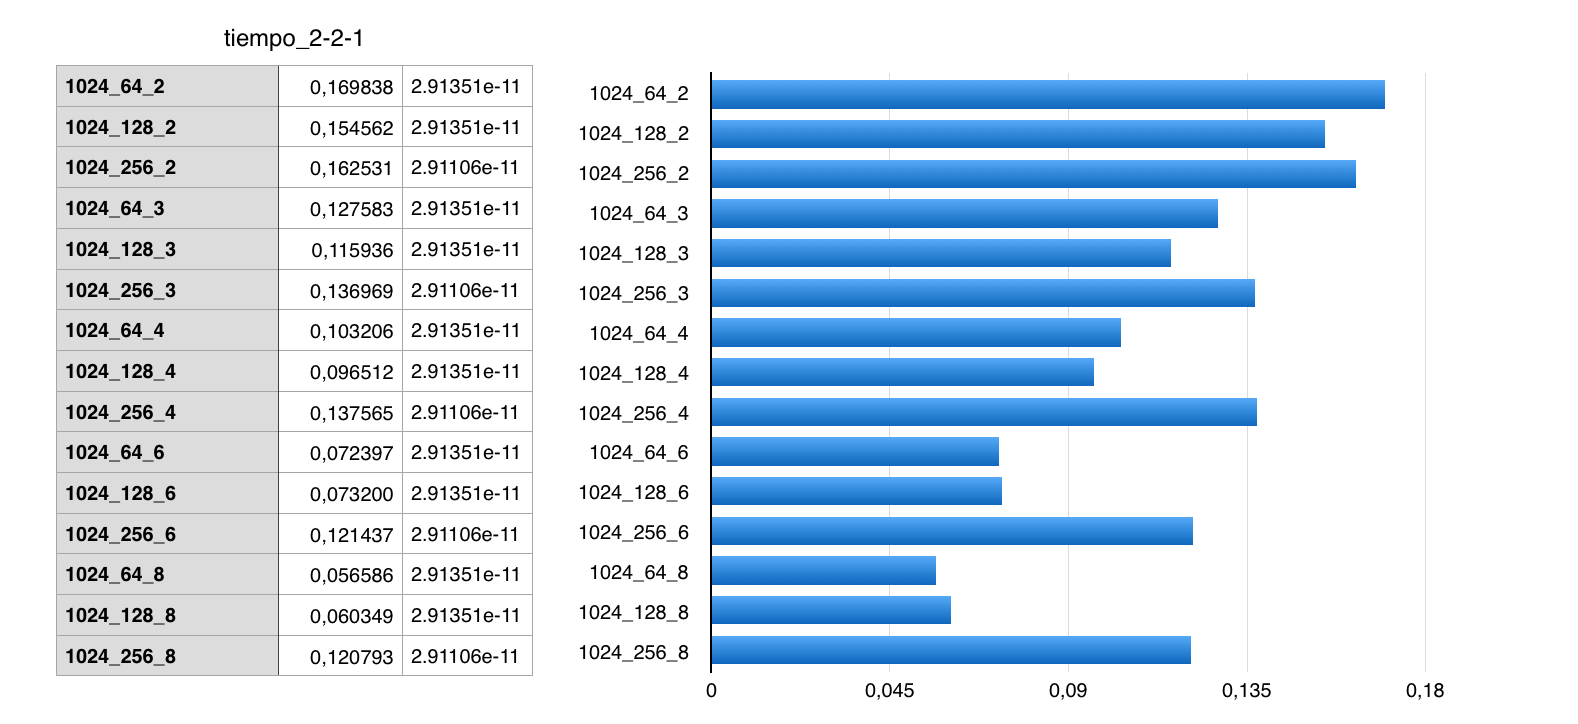 tiempo_2-2-1
1024_64_2 0,169838 2.91351e-11
1024_128_2 0,154562 2.91351e-11
1024_256_2 0,162531 2.91106e-11
1024_64_3 0,127583 2.91351e-11
1024_128_3 0,115936 2.91351e-11
1024_256_3 0,136969 2.91106e-11
1024_64_4 0,103206 2.91351e-11
1024_128_4 0,096512 2.91351e-11
1024_256_4 0,137565 2.91106e-11
1024_64_6 0,072397 2.91351e-11
1024_128_6 0,073200 2.91351e-11
1024_256_6 0,121437 2.91106e-11
1024_64_8 0,056586 2.91351e-11
1024_128_8 0,060349 2.91351e-11
1024_256_8 0,120793 2.91106e-11
1024_64_2
1024_128_2
1024_256_2
1024_64_3
1024_128_3
1024_256_3
1024_64_4
1024_128_4
1024_256_4
1024_64_6
1024_128_6
1024_256_6
1024_64_8
1024_128_8
1024_256_8
0 0,045 0,09 0,135 0,18